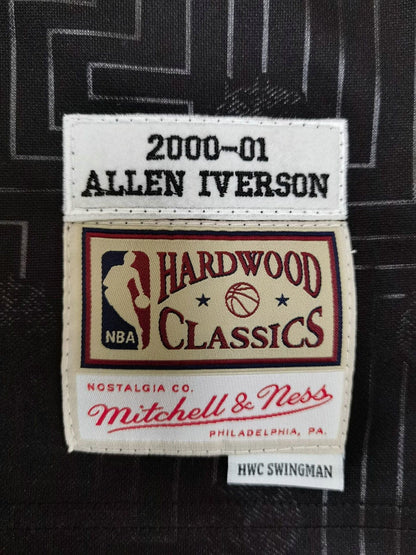 2000-01
ALLEN IVERSON
HARDWOOD
CLASSICS
NBA
NOSTALGIA CO.
Mitchell & Ness
PHILADELPHIA, PA.
HWC SWINGMAN